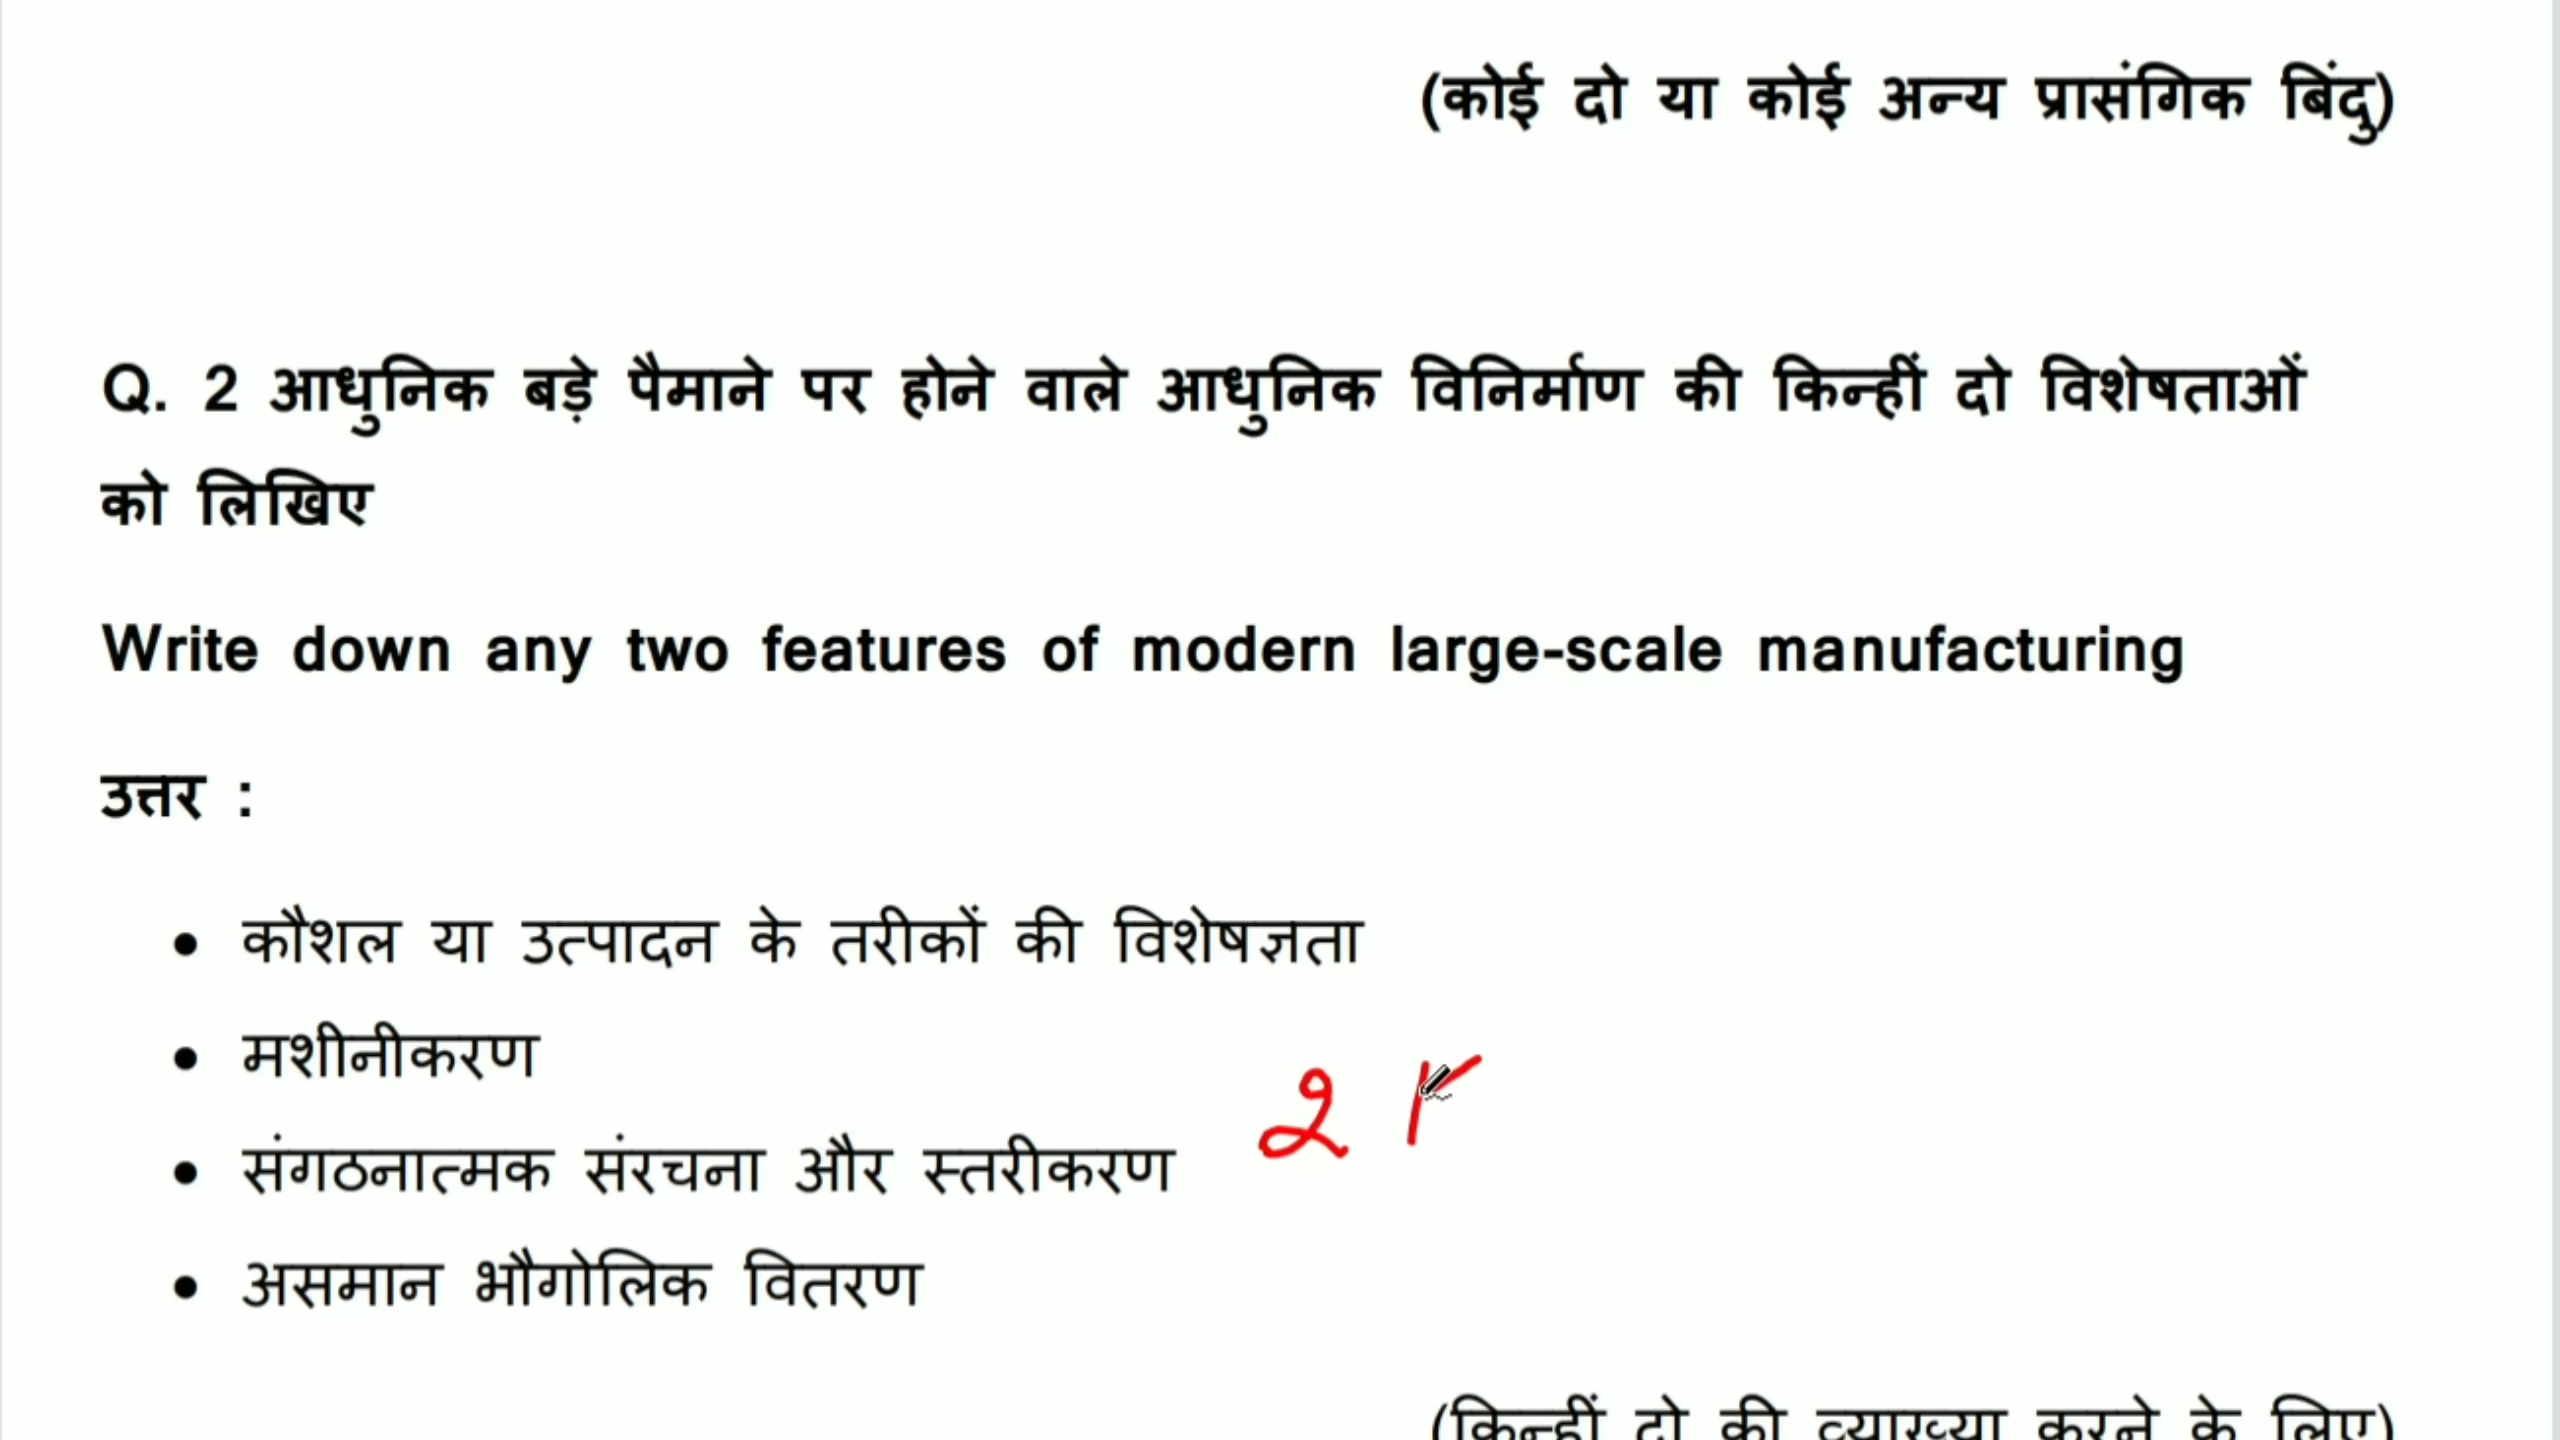 (कोई दो या कोई अन्य प्रासंगिक बिंदु)
Q. 2 आधुनिक बड़े पैमाने पर होने वाले आधुनिक विनिर्माण की किन्हीं दो विशेषताओं
को लिखिए
Write down any two features of modern large-scale manufacturing
उत्तर :
• कौशल या उत्पादन के तरीकों की विशेषज्ञता
• मशीनीकरण
2
• संगठनात्मक संरचना और स्तरीकरण
• असमान भौगोलिक वितरण
(किन्हीं दो की व्याख्या करने के लिए)